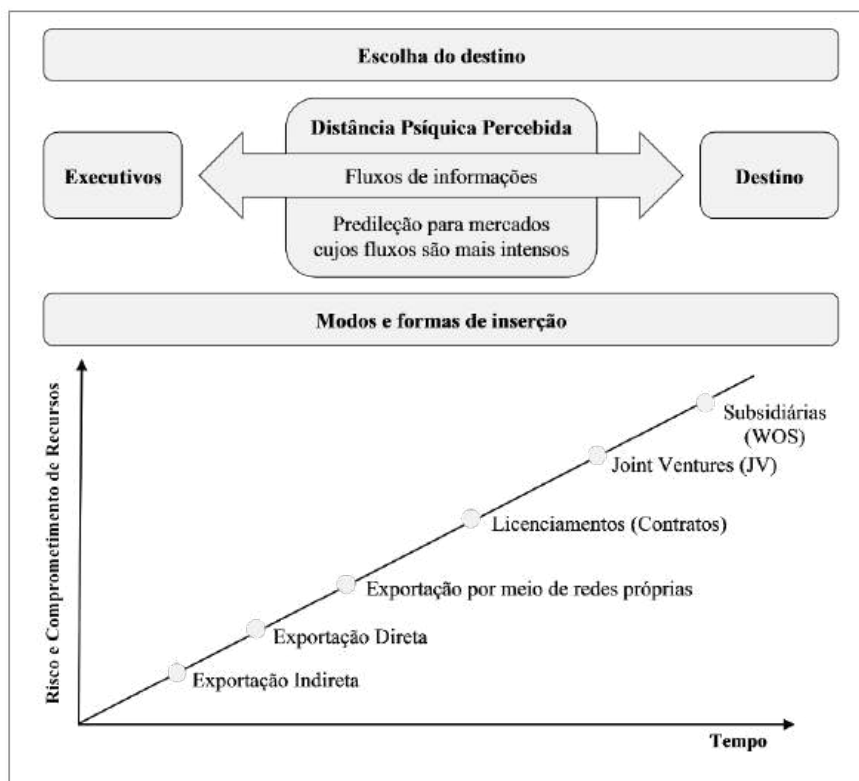 Escolha do destino
Distância Psíquica Percebida
Executivos
Fluxos de informações
Destino
Predileção para mercados
cujos fluxos são mais intensos
Modos e formas de inserção
Risco e Comprometimento de Recursos
Subsidiárias
(WOS)
Joint Ventures (JV)
Licenciamentos (Contratos)
Exportação por meio de redes próprias
Exportação Direta
Exportação Indireta
Tempo